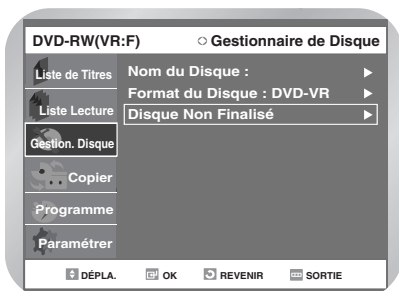 DVD-RW(VR:F) Gestionnaire de Disque
Liste de Titres
Liste Lecture
Gestion. Disque
Copier
Programme
Paramétrer
Nom du Disque :
Format du Disque : DVD-VR
Disque Non Finalisé
DÉPLA. OK REVENIR SORTIE